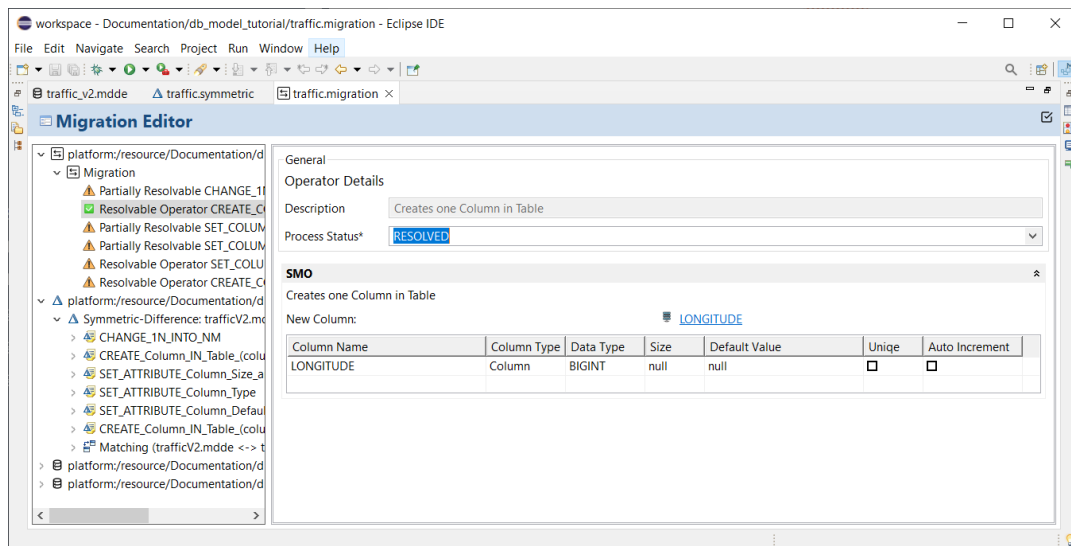 workspace - Documentation/db_model_tutorial/traffic.migration - Eclipse IDE
File Edit Navigate Search Project Run Window Help
traffic_v2.mdde traffic.symmetric traffic.migration
Migration Editor
platform:/resource/Documentation/d
Migration
Partially Resolvable CHANGE_1
Resolvable Operator CREATE_C
Partially Resolvable SET_COLUM
Partially Resolvable SET_COLUM
Resolvable Operator SET_COLU
Resolvable Operator CREATE_C
platform:/resource/Documentation/d
Symmetric-Difference: trafficV2.md
CHANGE_1N_INTO_NM
CREATE_Column_IN_Table_(colu
SET_ATTRIBUTE_Column_Size_a
SET_ATTRIBUTE_Column_Type
SET_ATTRIBUTE_Column_Defaul
CREATE_Column_IN_Table_(colu
Matching (trafficV2.mdde <-> t
platform:/resource/Documentation/d
platform:/resource/Documentation/d
General
Operator Details
Description Creates one Column in Table
Process Status* RESOLVED
SMO
Creates one Column in Table
New Column: LONGITUDE
Column Name Column Type Data Type Size Default Value Uniqe Auto Increment
LONGITUDE Column BIGINT null null